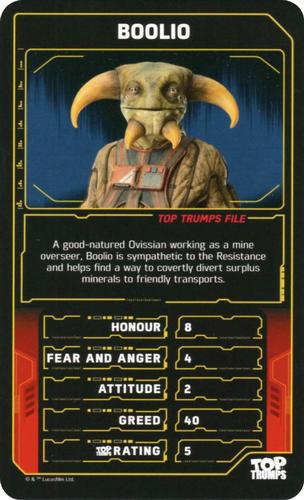 BOOLIO
TOP TRUMPS FILE
A good-natured Ovissian working as a mine
overseer, Boolio is sympathetic to the Resistance
and helps find a way to covertly divert surplus
minerals to friendly transports.
HONOUR 8
FEAR AND ANGER 4
ATTITUDE 2
GREED 40
TOP TRUMPS RATING 5
© & ™ Lucasfilm Ltd.
TOP
TRUMPS